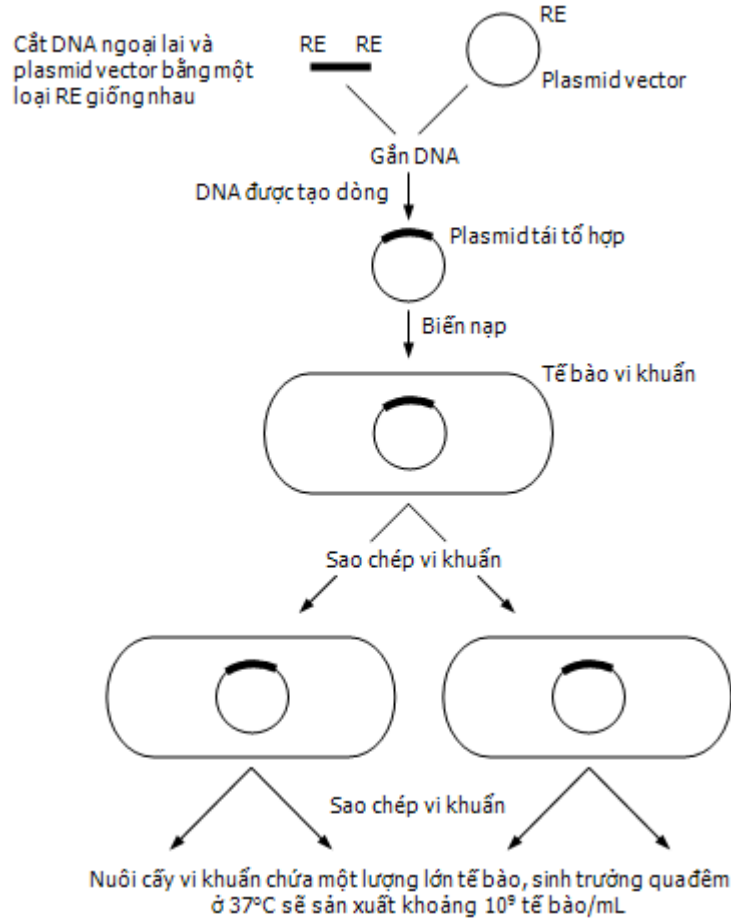 Cắt DNA ngoại lai và
plasmid vector bằng một
loại RE giống nhau
RE RE
RE
Plasmid vector
Gắn DNA
DNA được tạo dòng
Plasmid tái tổ hợp
Biến nạp
Tế bào vi khuẩn
Sao chép vi khuẩn
Sao chép vi khuẩn
Nuôi cấy vi khuẩn chứa một lượng lớn tế bào, sinh trưởng qua đêm
ở 37°C sẽ sản xuất khoảng 10⁹ tế bào/mL